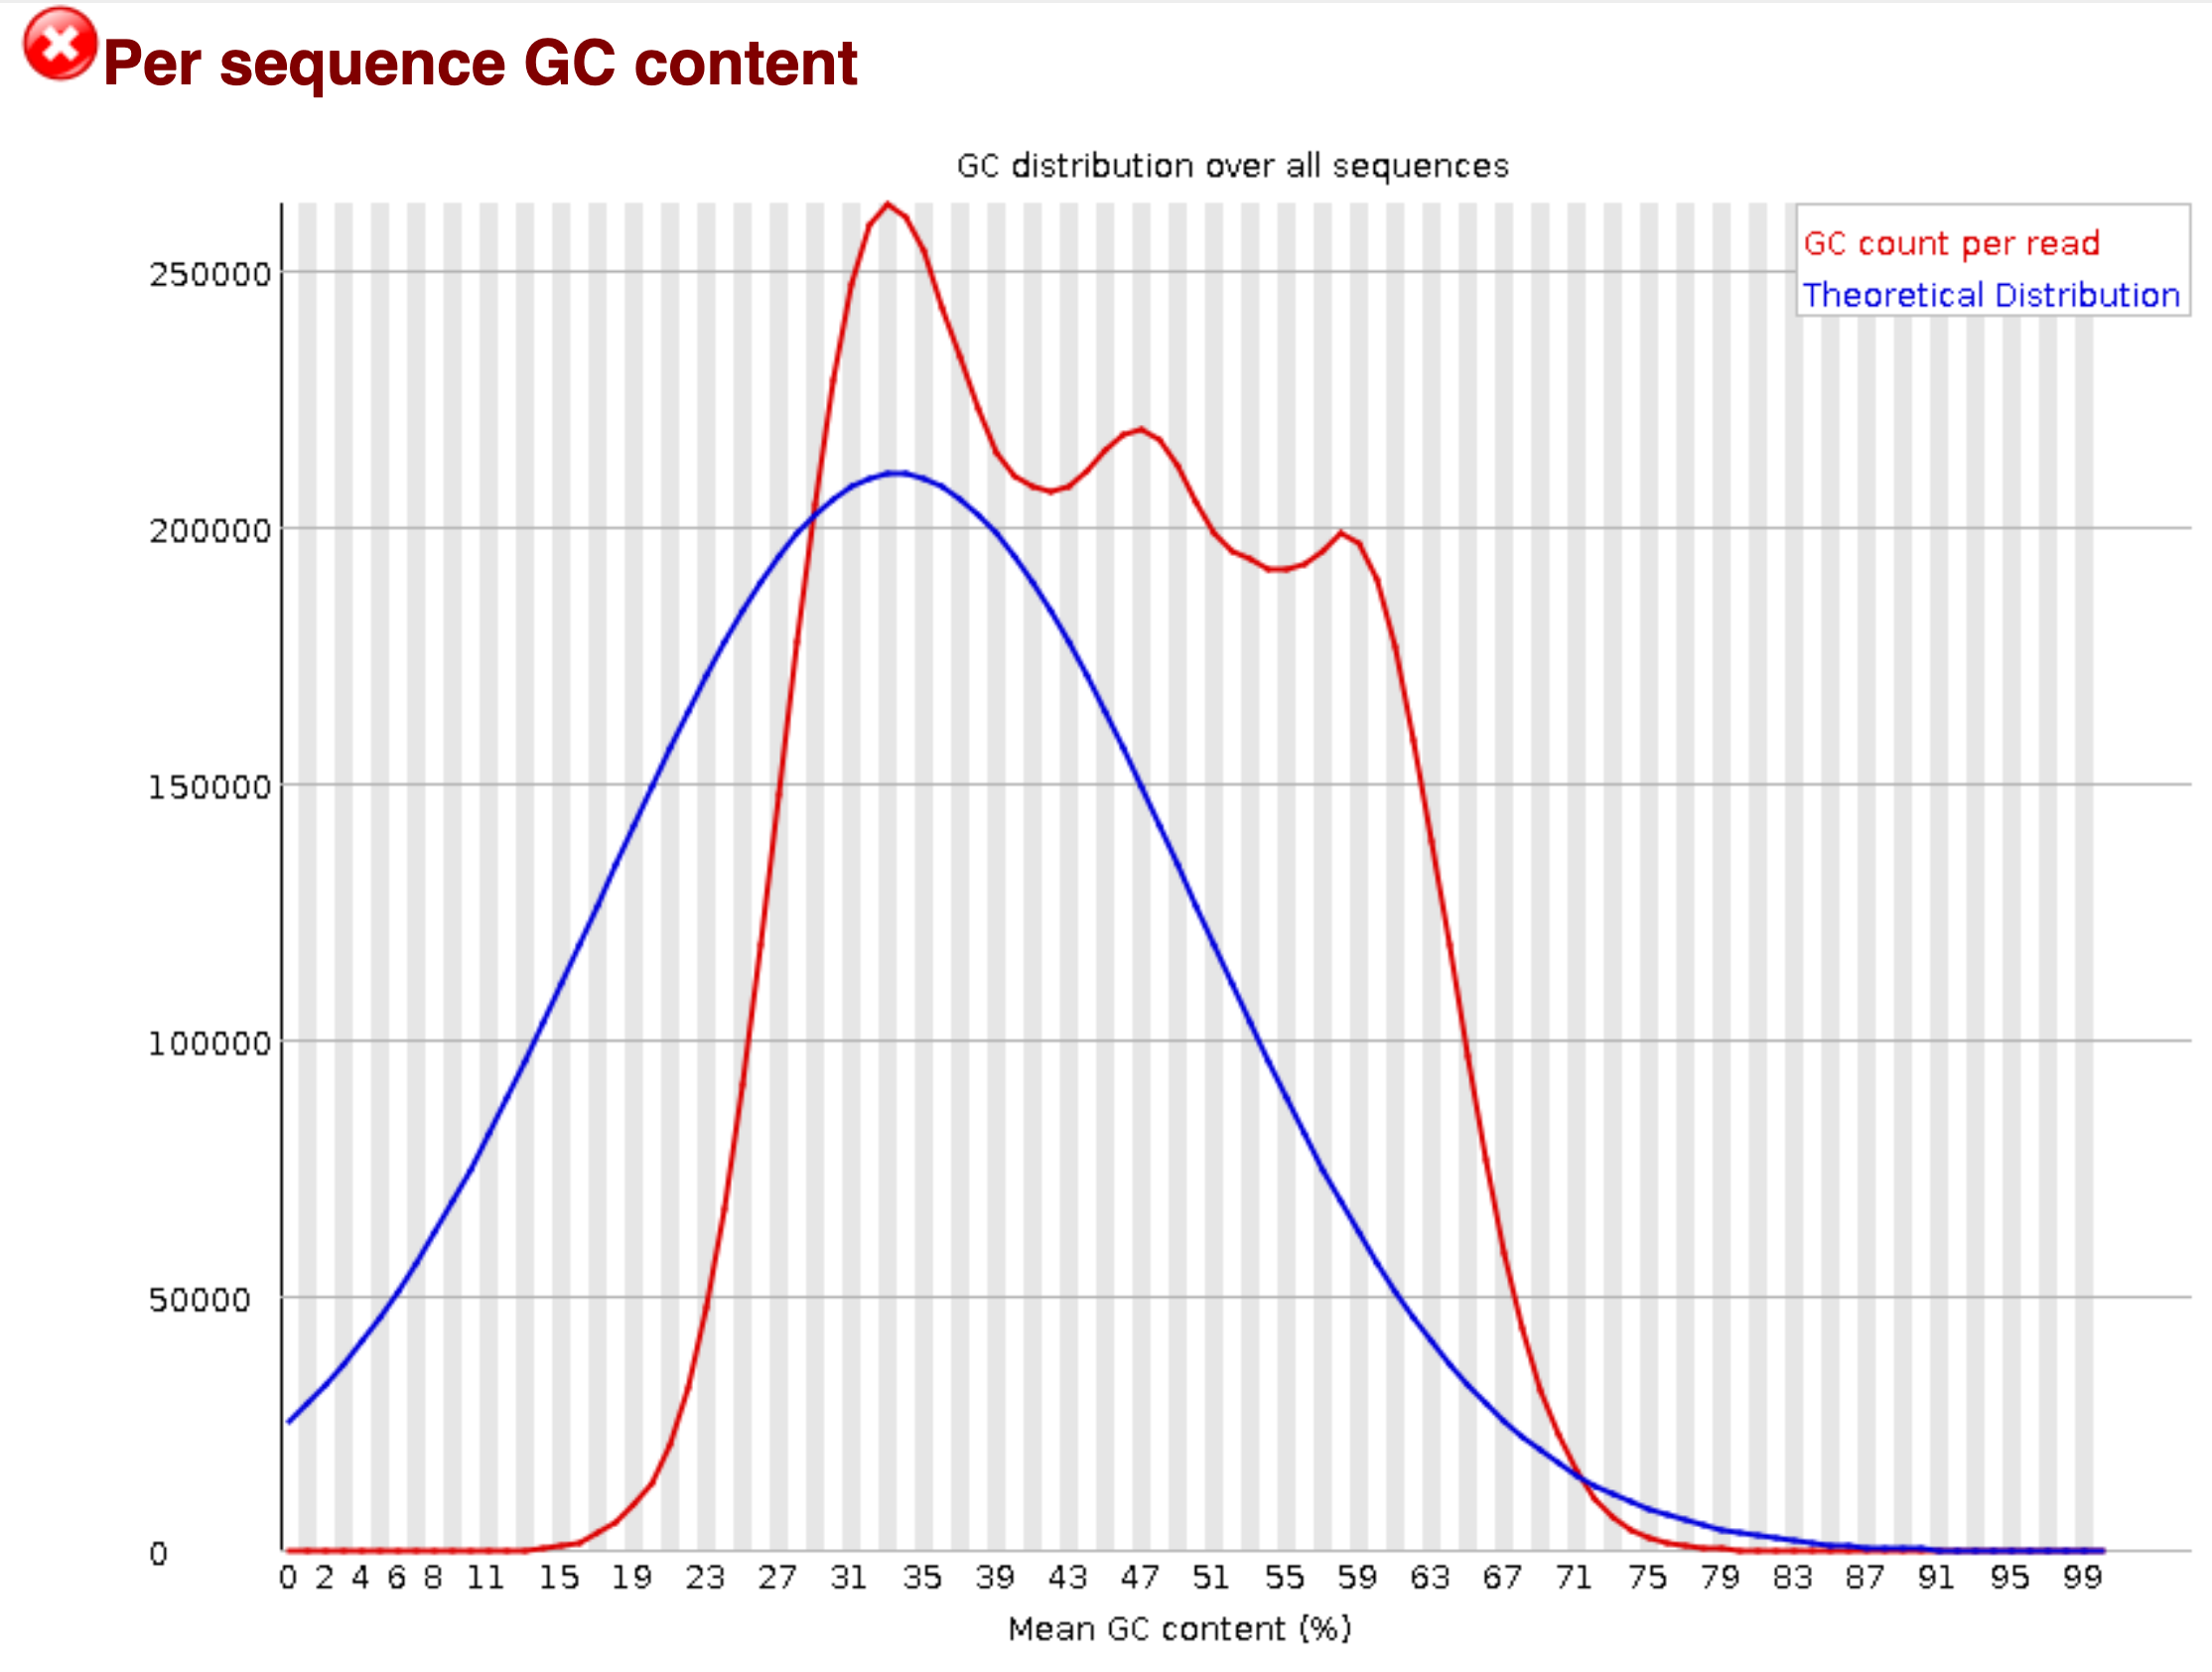 Per sequence GC content
GC distribution over all sequences
GC count per read
Theoretical Distribution
250000
200000
150000
100000
50000
0
0 2 4 6 8 11 15 19 23 27 31 35 39 43 47 51 55 59 63 67 71 75 79 83 87 91 95 99
Mean GC content (%)